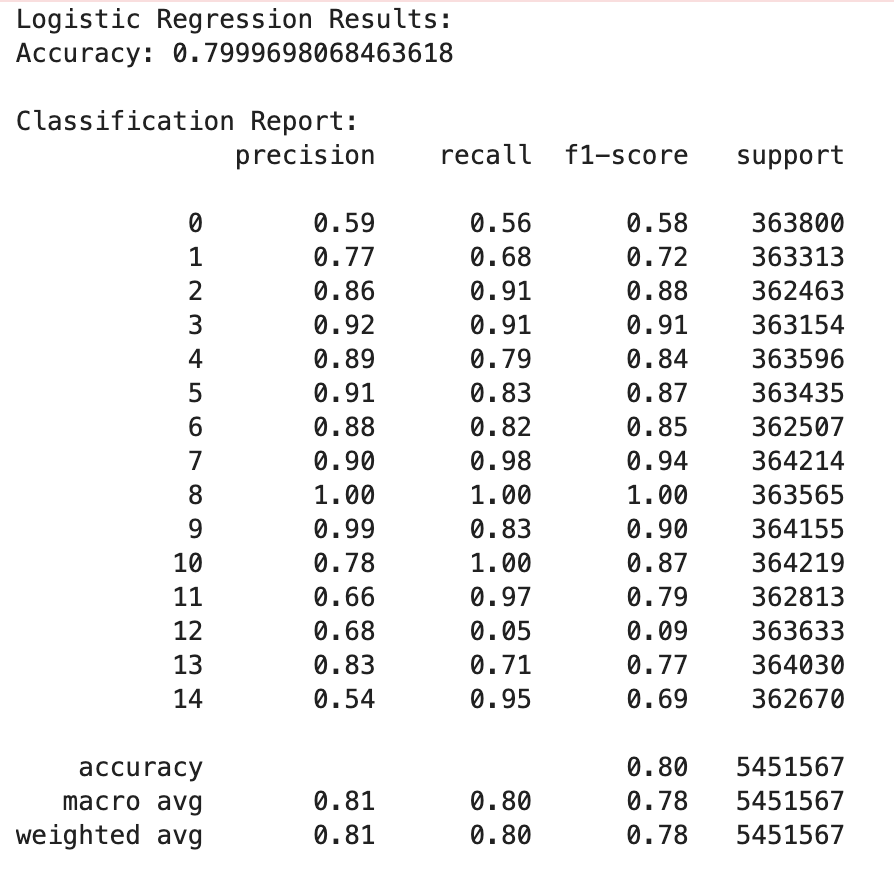 Logistic Regression Results:
Accuracy: 0.7999698068463618
Classification Report:
precision recall f1-score support
0 0.59 0.56 0.58 363800
1 0.77 0.68 0.72 363313
2 0.86 0.91 0.88 362463
3 0.92 0.91 0.91 363154
4 0.89 0.79 0.84 363596
5 0.91 0.83 0.87 363435
6 0.88 0.82 0.85 362507
7 0.90 0.98 0.94 364214
8 1.00 1.00 1.00 363565
9 0.99 0.83 0.90 364155
10 0.78 1.00 0.87 364219
11 0.66 0.97 0.79 362813
12 0.68 0.05 0.09 363633
13 0.83 0.71 0.77 364030
14 0.54 0.95 0.69 362670
accuracy 0.80 5451567
macro avg 0.81 0.80 0.78 5451567
weighted avg 0.81 0.80 0.78 5451567